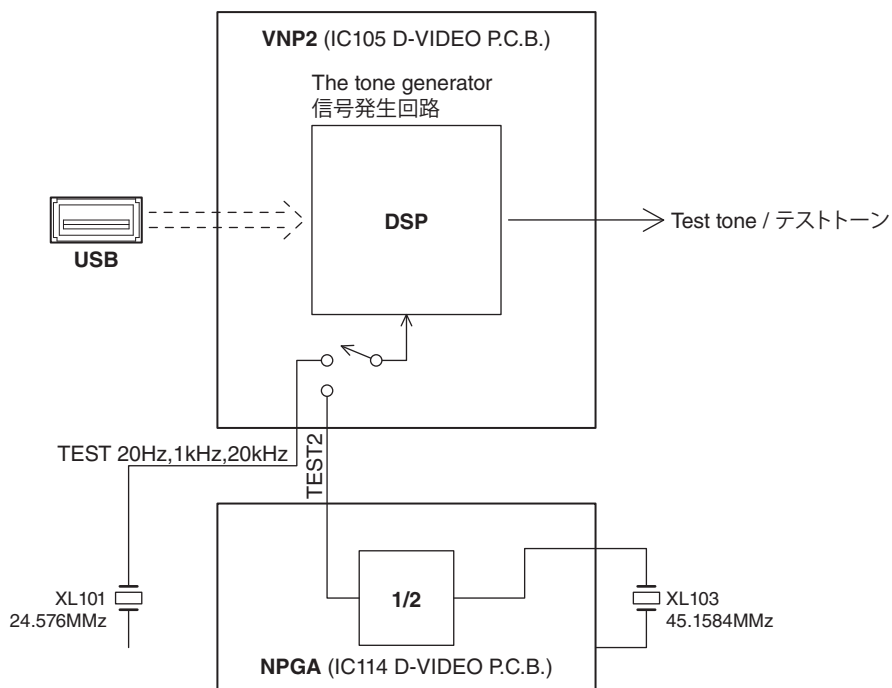 VNP2 (IC105 D-VIDEO P.C.B.)
The tone generator
信号発生回路
DSP
USB
Test tone / テストトーン
TEST 20Hz,1kHz,20kHz
TEST2
1/2
XL101
24.576MMz
XL103
45.1584MMz
NPGA (IC114 D-VIDEO P.C.B.)